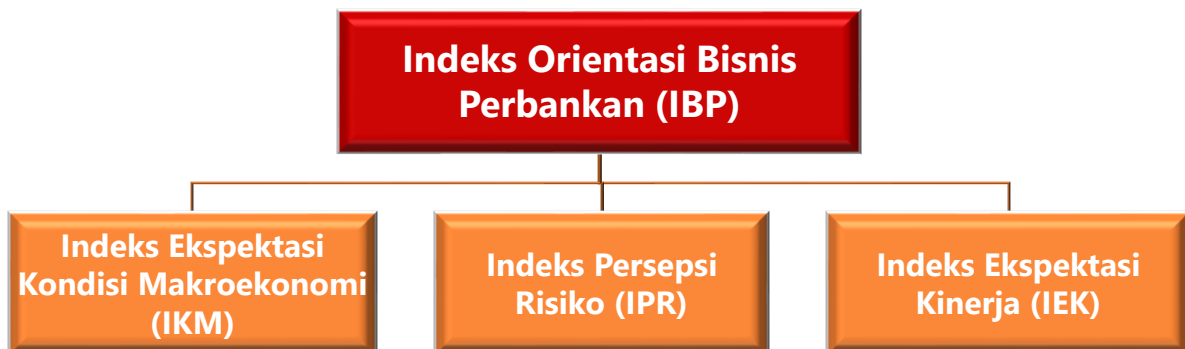 Indeks Orientasi Bisnis
Perbankan (IBP)
Indeks Ekspektasi
Kondisi Makroekonomi
(IKM)
Indeks Persepsi
Risiko (IPR)
Indeks Ekspektasi
Kinerja (IEK)